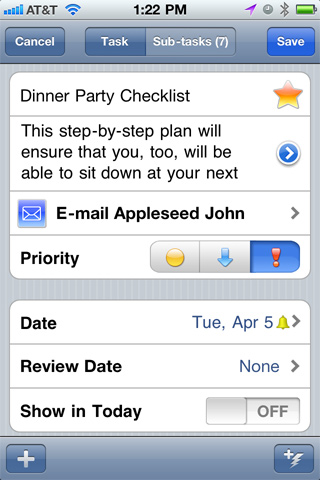 AT&T 1:22 PM
Cancel Task Sub-tasks (7) Save
Dinner Party Checklist
This step-by-step plan will
ensure that you, too, will be
able to sit down at your next
E-mail Appleseed John
Priority
Date Tue, Apr 5
Review Date None
Show in Today OFF